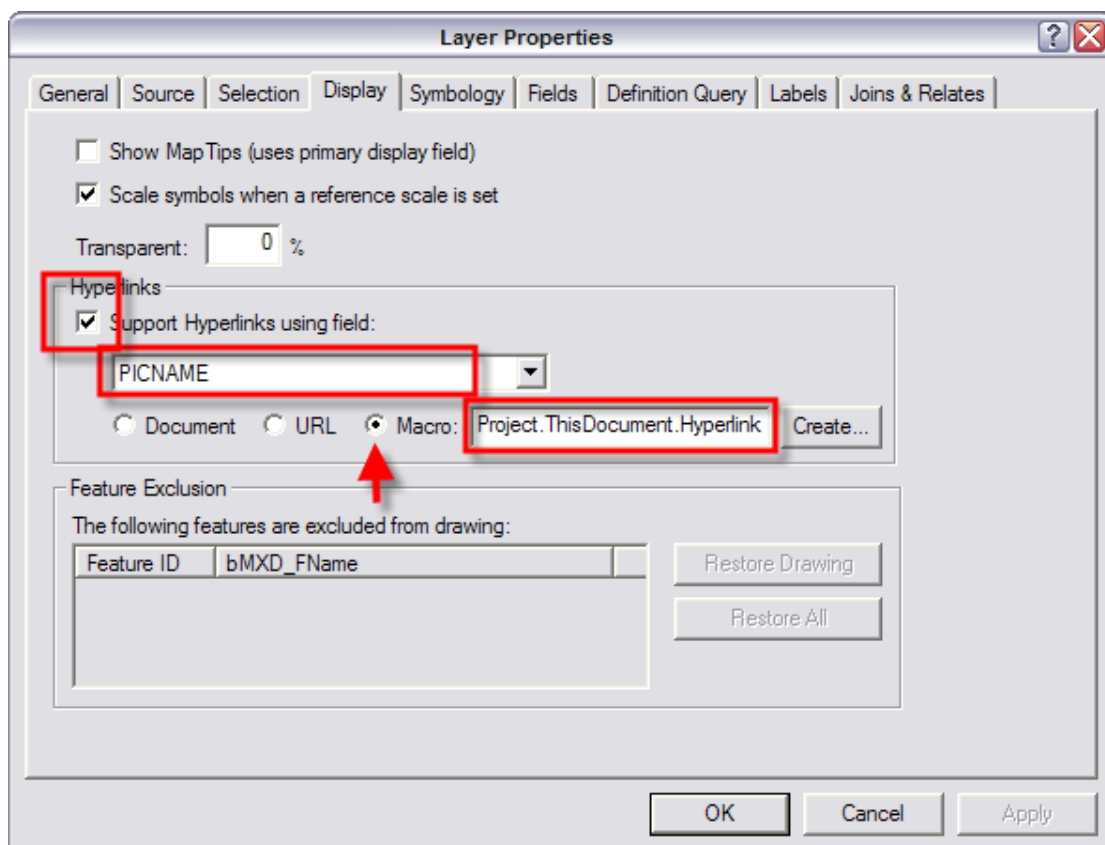 Layer Properties
General Source Selection Display Symbology Fields Definition Query Labels Joins & Relates
Show MapTips (uses primary display field)
Scale symbols when a reference scale is set
Transparent: 0 %
Hyperlinks
Support Hyperlinks using field:
PICNAME
Document URL Macro: Project.ThisDocument.Hyperlink Create...
Feature Exclusion
The following features are excluded from drawing:
Feature ID bMXD_FName
Restore Drawing
Restore All
OK Cancel Apply